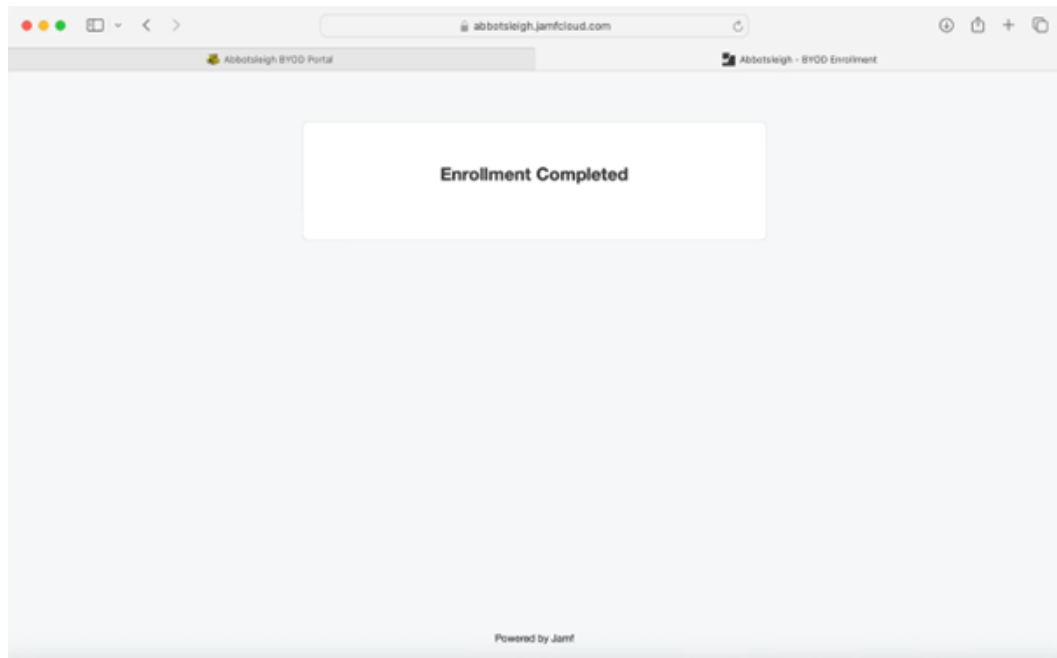 abbotsleigh.jamfcloud.com
Abbotsleigh BYOD Portal
Abbotsleigh - BYOD Enrollment
Enrollment Completed
Powered by Jamf